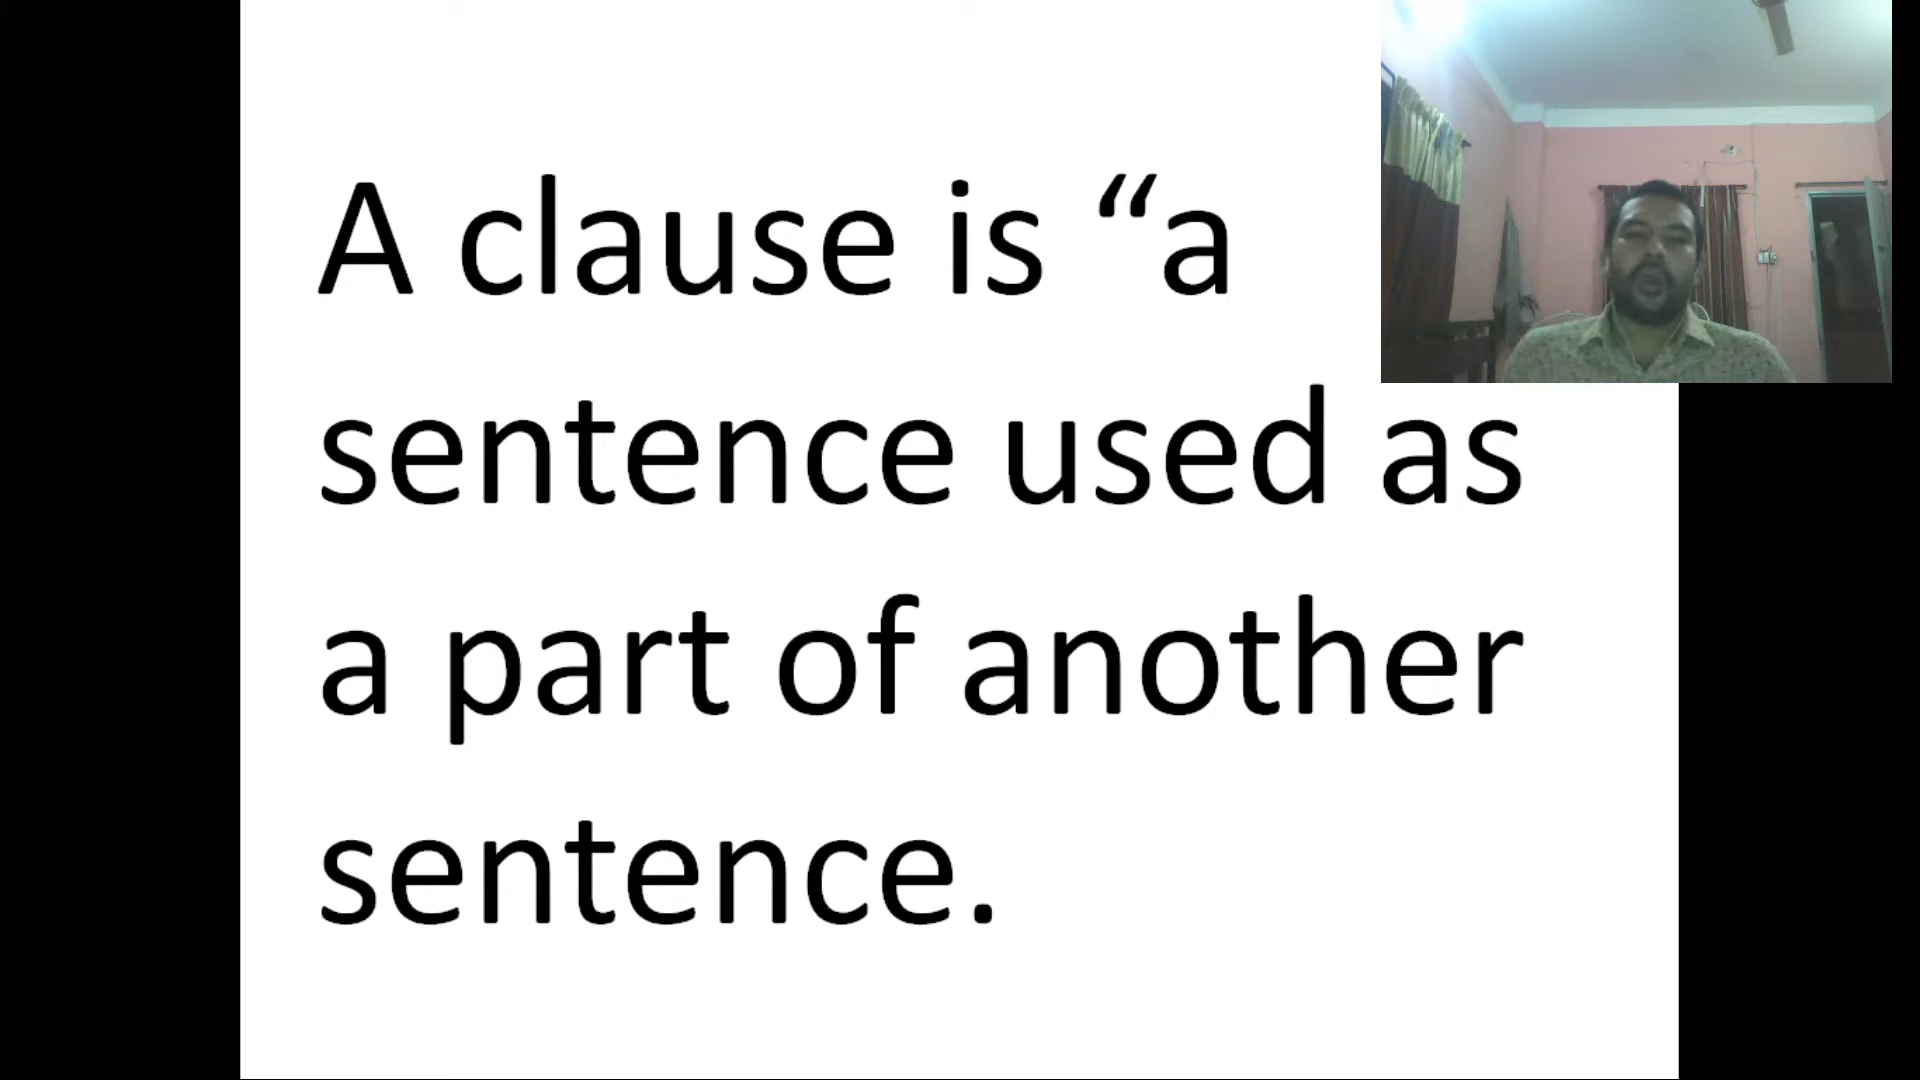 A clause is “a
sentence used as
a part of another
sentence.